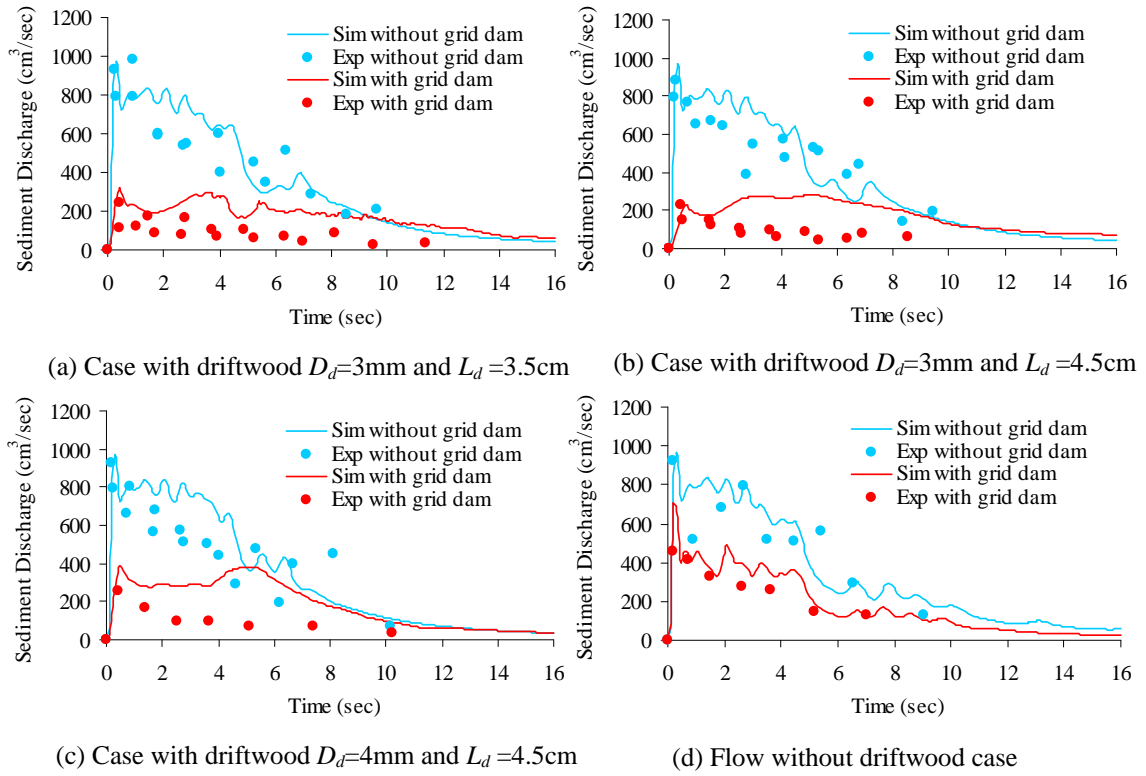 Sediment Discharge (cm³/sec)
1200
1000
800
600
400
200
0
0 2 4 6 8 10 12 14 16
Time (sec)
Sim without grid dam
Exp without grid dam
Sim with grid dam
Exp with grid dam
(a) Case with driftwood D_d=3mm and L_d =3.5cm
Sediment Discharge (cm³/sec)
1200
1000
800
600
400
200
0
0 2 4 6 8 10 12 14 16
Time (sec)
Sim without grid dam
Exp without grid dam
Sim with grid dam
Exp with grid dam
(b) Case with driftwood D_d=3mm and L_d =4.5cm
Sediment Discharge (cm³/sec)
1200
1000
800
600
400
200
0
0 2 4 6 8 10 12 14 16
Time (sec)
Sim without grid dam
Exp without grid dam
Sim with grid dam
Exp with grid dam
(c) Case with driftwood D_d=4mm and L_d =4.5cm
Sediment Discharge (cm³/sec)
1200
1000
800
600
400
200
0
0 2 4 6 8 10 12 14 16
Time (sec)
Sim without grid dam
Exp without grid dam
Sim with grid dam
Exp with grid dam
(d) Flow without driftwood case